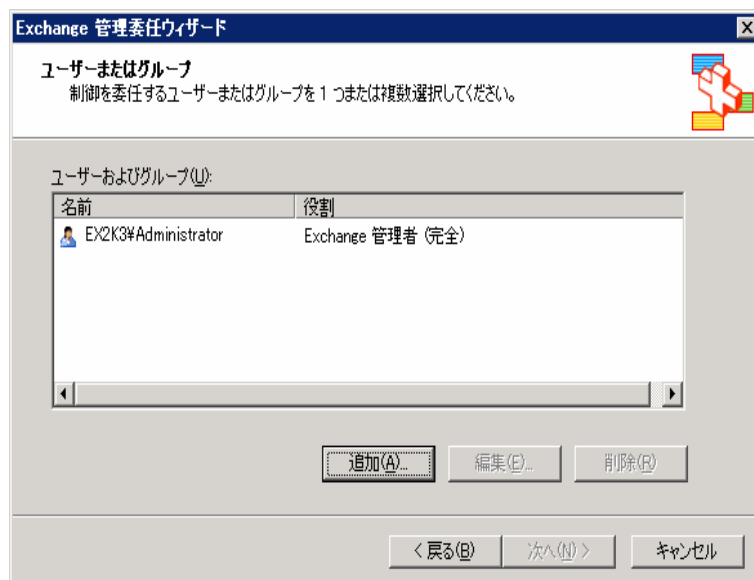 Exchange 管理委任ウィザード
ユーザーまたはグループ
制御を委任するユーザーまたはグループを 1 つまたは複数選択してください。
ユーザーおよびグループ(U):
名前 役割
EX2K3¥Administrator Exchange 管理者 (完全)
追加(A)... 編集(E)... 削除(R)
< 戻る(B) 次へ(N) > キャンセル